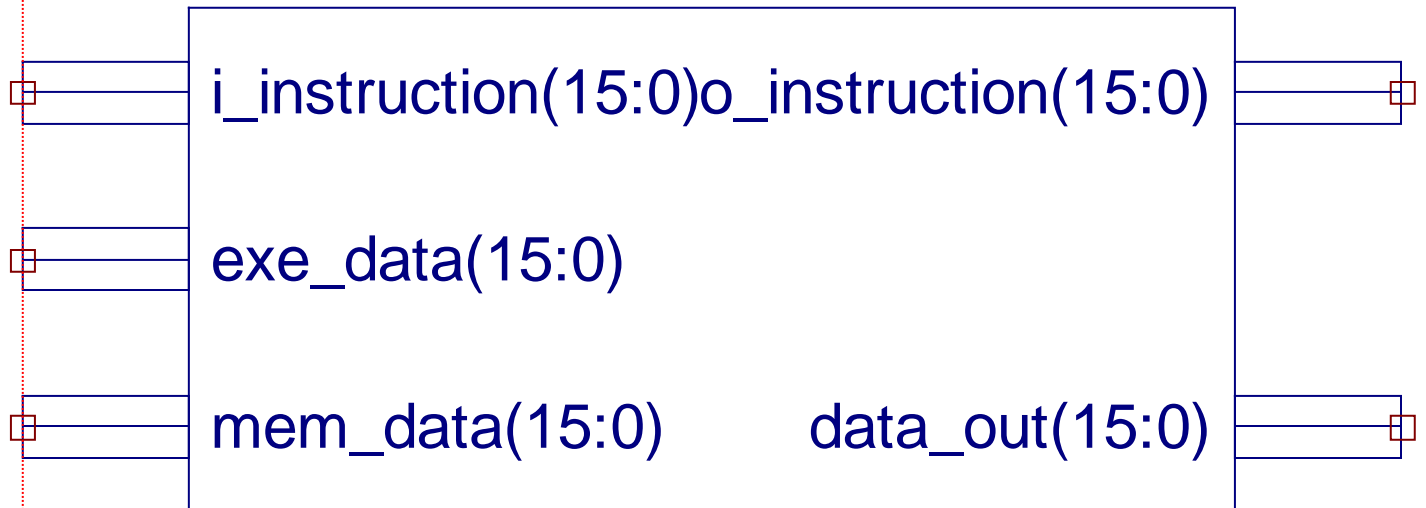 i_instruction(15:0)o_instruction(15:0)
exe_data(15:0)
mem_data(15:0) data_out(15:0)